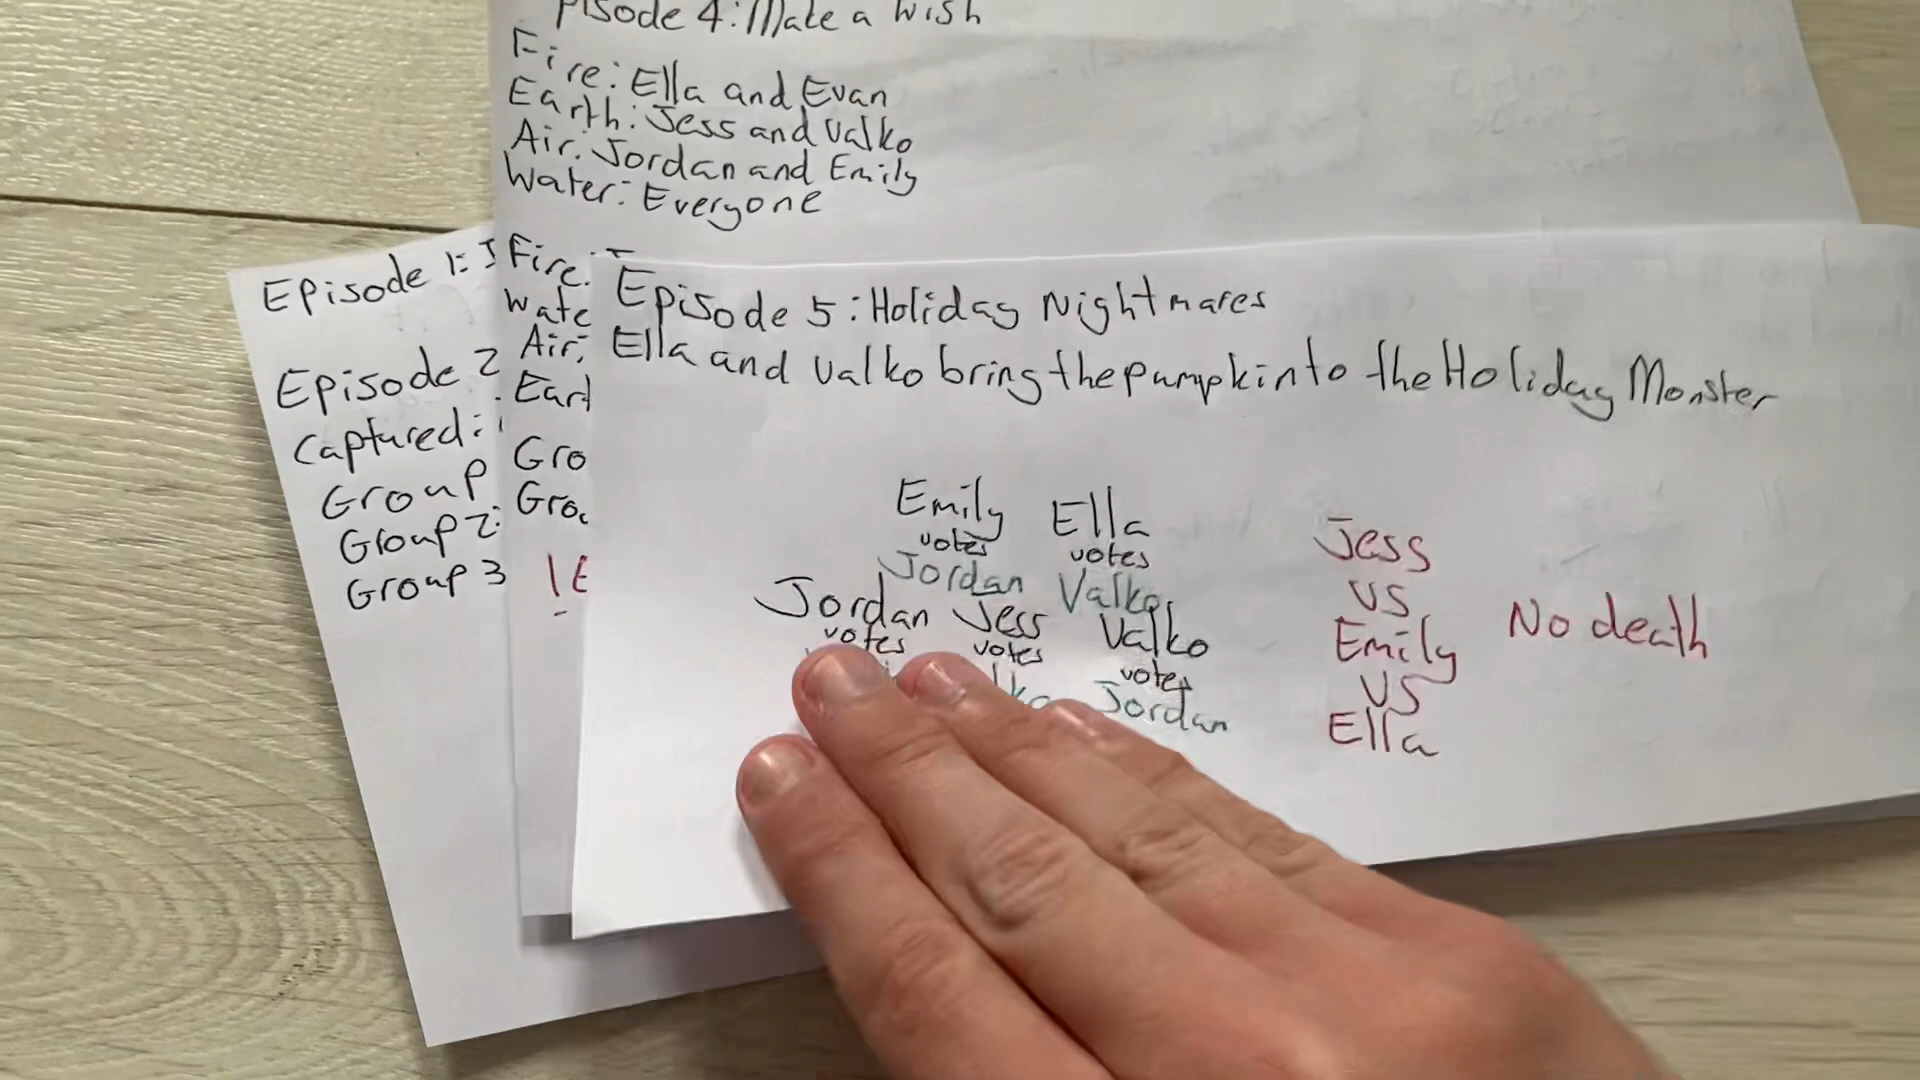 Episode 4: Make a Wish
Fire: Ella and Evan
Earth: Jess and Valko
Air: Jordan and Emily
Water: Everyone
Episode 1:
Episode 2
Captured:
Group
Group 2:
Group 3
Fire:
Wate
Air:
Eart
Gro
Grou
Episode 5: Holiday Nightmares
Ella and Valko bring the pumpkin to the Holiday Monster
Emily
votes
Jordan
Ella
votes
Valko
Jordan
votes
Jess
votes
Valko
votes
Jordan
Jess
VS
Emily
VS
Ella
No death